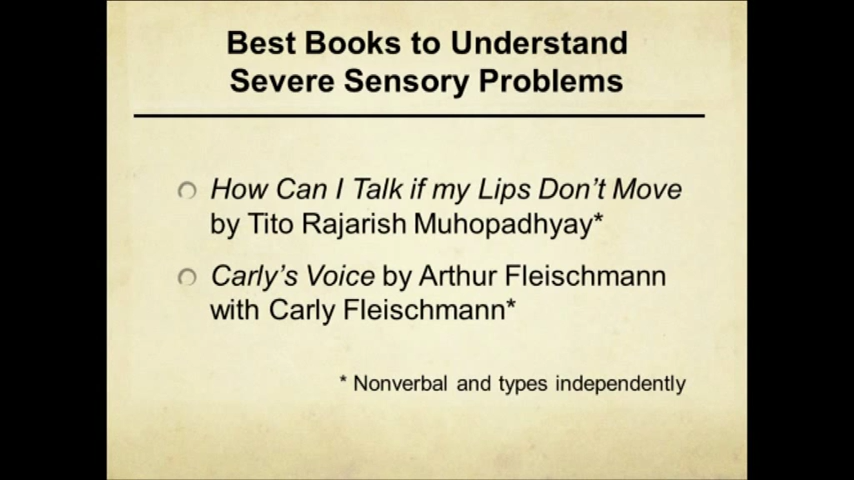 Best Books to Understand
Severe Sensory Problems
How Can I Talk if my Lips Don't Move
by Tito Rajarish Muhopadhyay*
Carly's Voice by Arthur Fleischmann
with Carly Fleischmann*
* Nonverbal and types independently